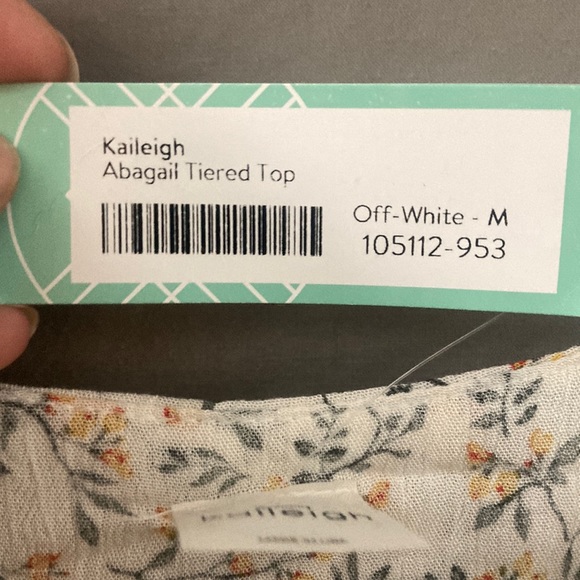 Kaileigh
Abagail Tiered Top
Off-White - M
105112-953
kaileigh